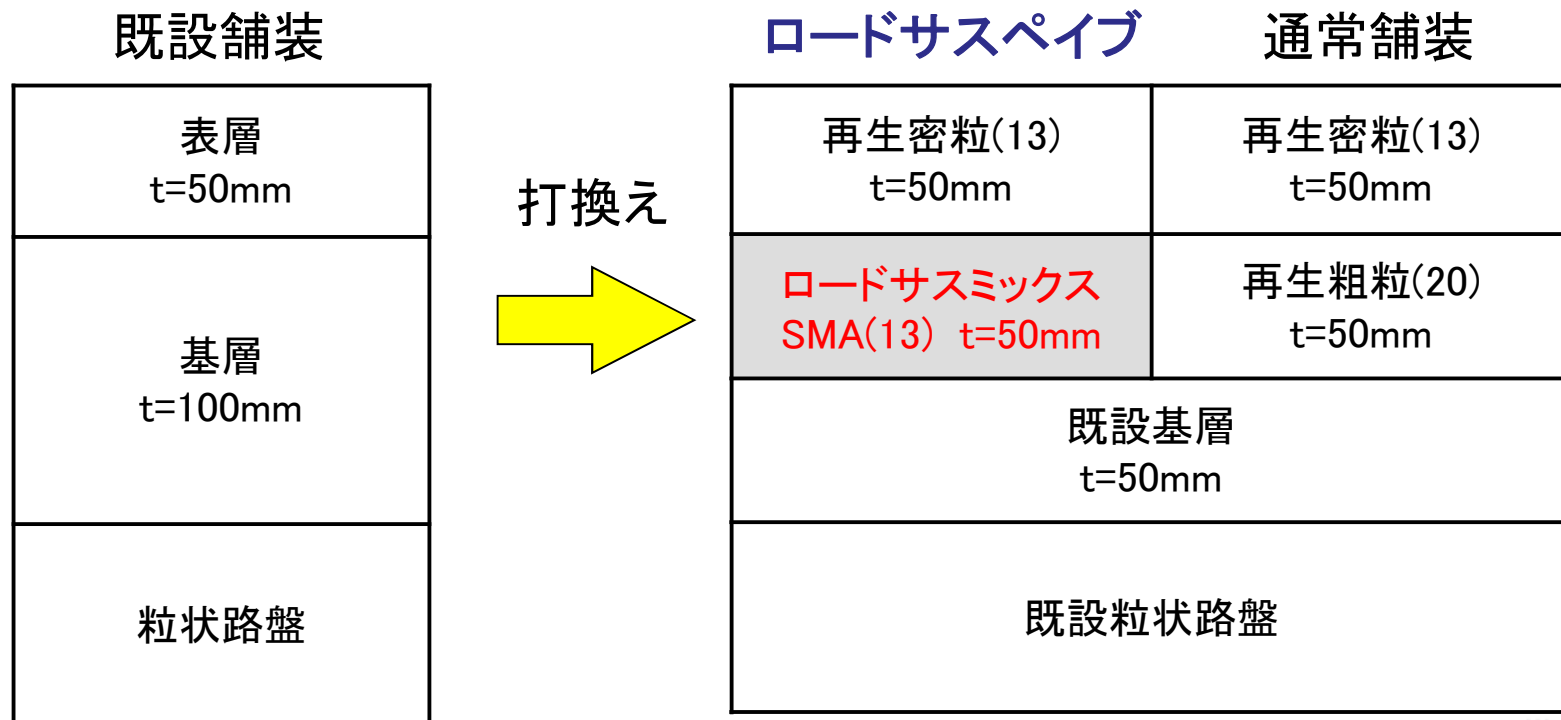 既設舗装
表層
t=50mm
基層
t=100mm
粒状路盤
打換え
ロードサスペイブ
通常舗装
再生密粒(13)
t=50mm
再生密粒(13)
t=50mm
ロードサスミックス
SMA(13) t=50mm
再生粗粒(20)
t=50mm
既設基層
t=50mm
既設粒状路盤